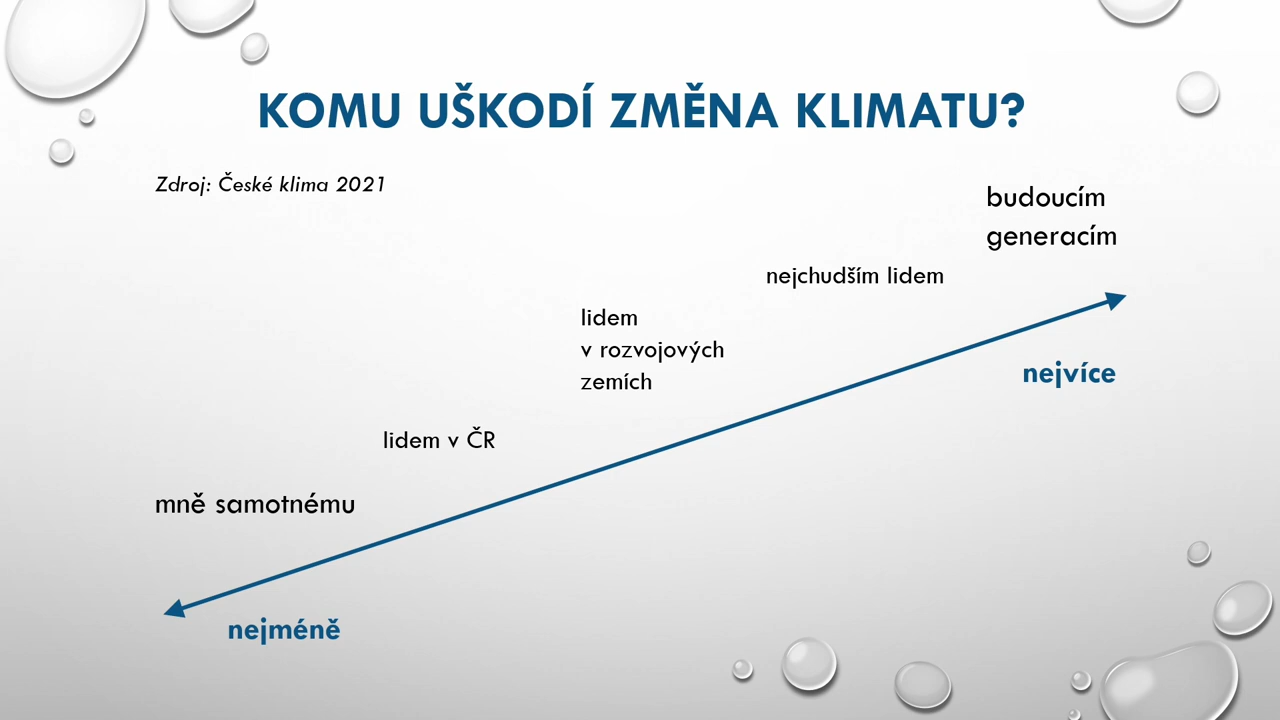 KOMU UŠKODÍ ZMĚNA KLIMATU?
Zdroj: České klima 2021
budoucím
generacím
nejchudším lidem
lidem
v rozvojových
zemích
nejvíce
lidem v ČR
mně samotnému
nejméně